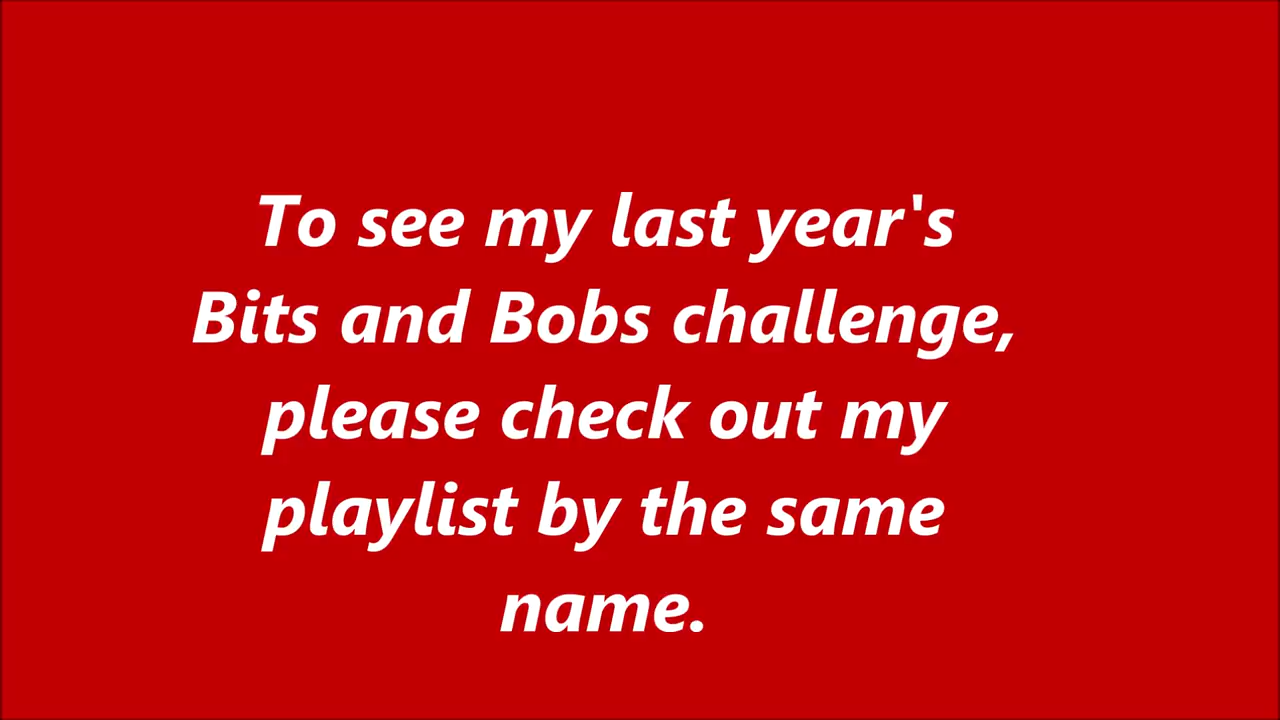 To see my last year's
Bits and Bobs challenge,
please check out my
playlist by the same
name.